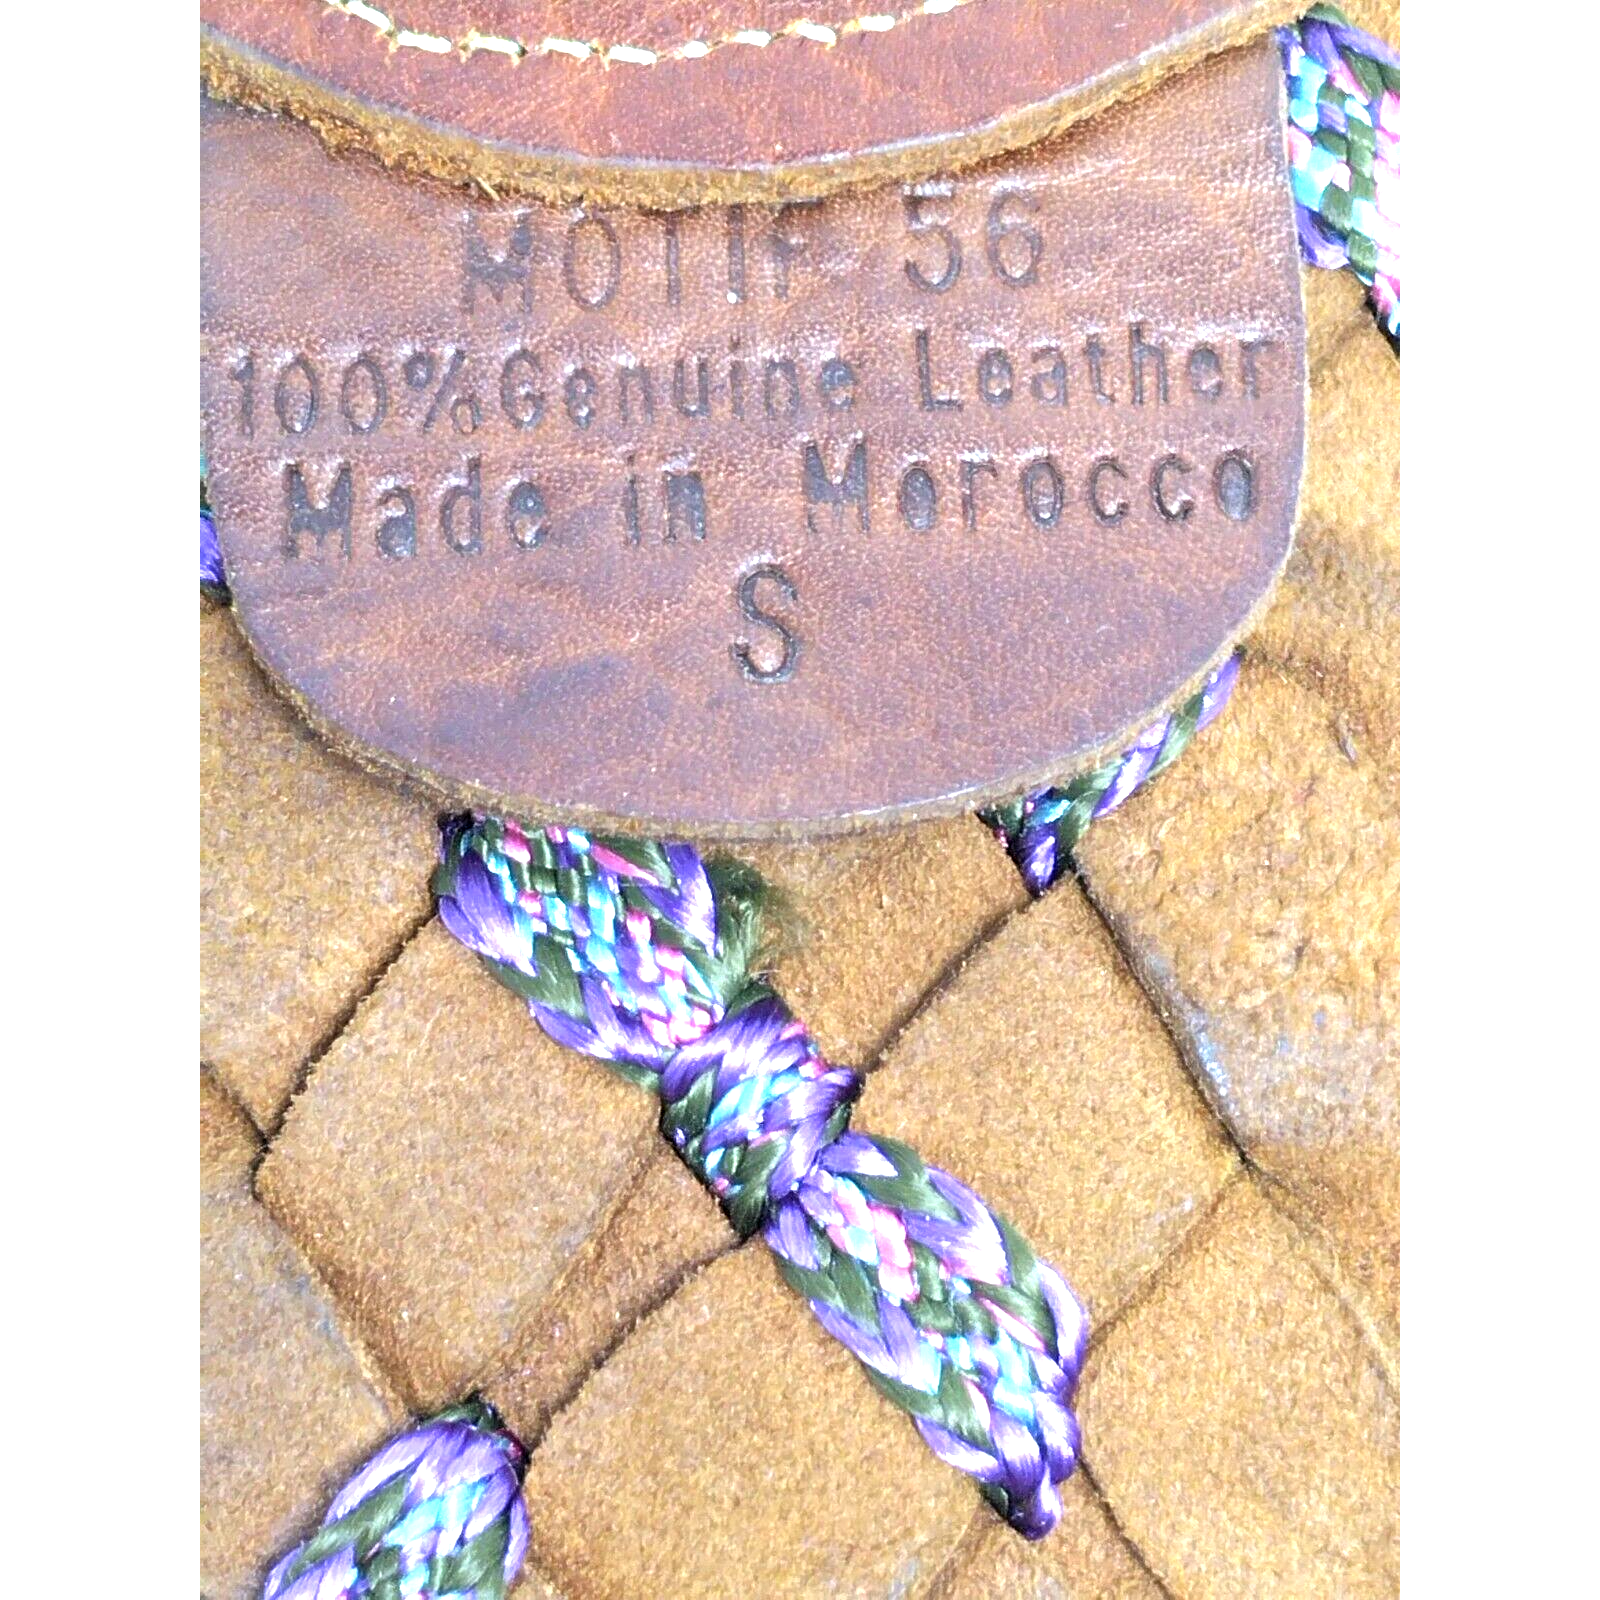 MOTIF 56
100% Genuine Leather
Made in Morocco
S